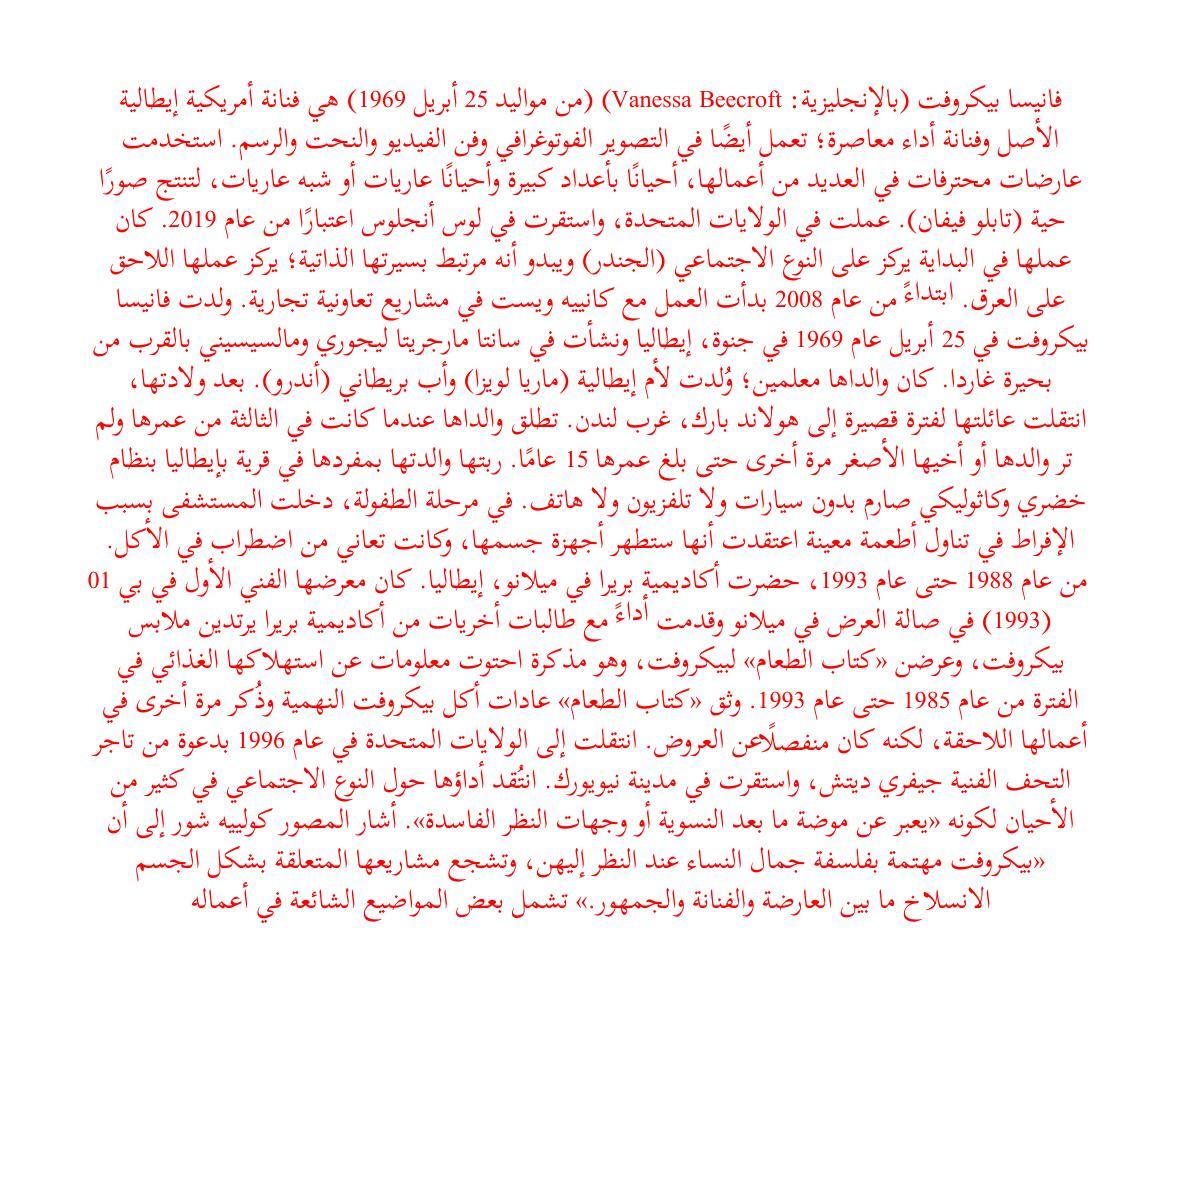 فانيسا بيكروفت (بالإنجليزية: Vanessa Beecroft) (من مواليد 25 أبريل 1969) هي فنانة أمريكية إيطالية
الأصل وفنانة أداء معاصرة؛ تعمل أيضًا في التصوير الفوتوغرافي وفن الفيديو والنحت والرسم. استخدمت
عارضات محترفات في العديد من أعمالها، أحيانًا بأعداد كبيرة وأحيانًا عاريات أو شبه عاريات، لتنتج صورًا
حية (تابلو فيفان). عملت في الولايات المتحدة، واستقرت في لوس أنجلوس اعتبارًا من عام 2019. كان
عملها في البداية يركز على النوع الاجتماعي (الجندر) ويبدو أنه مرتبط بسيرتها الذاتية؛ يركز عملها اللاحق
على العرق. ابتداءً من عام 2008 بدأت العمل مع كانييه ويست في مشاريع تعاونية تجارية. ولدت فانيسا
بيكروفت في 25 أبريل عام 1969 في جنوة، إيطاليا ونشأت في سانتا مارجريتا ليجوري ومالسيسيني بالقرب من
بحيرة غاردا. كان والداها معلمين؛ وُلدت لأم إيطالية (ماريا لويزا) وأب بريطاني (أندرو). بعد ولادتها،
انتقلت عائلتها لفترة قصيرة إلى هولاند بارك، غرب لندن. تطلق والداها عندما كانت في الثالثة من عمرها ولم
تر والدها أو أخيها الأصغر مرة أخرى حتى بلغ عمرها 15 عامًا. ربتها والدتها بمفردها في قرية بإيطاليا بنظام
خضري وكاثوليكي صارم بدون سيارات ولا تلفزيون ولا هاتف. في مرحلة الطفولة، دخلت المستشفى بسبب
الإفراط في تناول أطعمة معينة اعتقدت أنها ستطهر أجهزة جسمها، وكانت تعاني من اضطراب في الأكل.
من عام 1988 حتى عام 1993، حضرت أكاديمية بريرا في ميلانو، إيطاليا. كان معرضها الفني الأول في بي 01
(1993) في صالة العرض في ميلانو وقدمت أداءً مع طالبات أخريات من أكاديمية بريرا يرتدين ملابس
بيكروفت، وعرضن «كتاب الطعام» لبيكروفت، وهو مذكرة احتوت معلومات عن استهلاكها الغذائي في
الفترة من عام 1985 حتى عام 1993. وثق «كتاب الطعام» عادات أكل بيكروفت النهمية وذُكر مرة أخرى في
أعمالها اللاحقة، لكنه كان منفصلًاعن العروض. انتقلت إلى الولايات المتحدة في عام 1996 بدعوة من تاجر
التحف الفنية جيفري ديتش، واستقرت في مدينة نيويورك. انتُقد أداؤها حول النوع الاجتماعي في كثير من
الأحيان لكونه «يعبر عن موضة ما بعد النسوية أو وجهات النظر الفاسدة». أشار المصور كولييه شور إلى أن
«بيكروفت مهتمة بفلسفة جمال النساء عند النظر إليهن، وتشجع مشاريعها المتعلقة بشكل الجسم
الانسلاخ ما بين العارضة والفنانة والجمهور.» تشمل بعض المواضيع الشائعة في أعماله